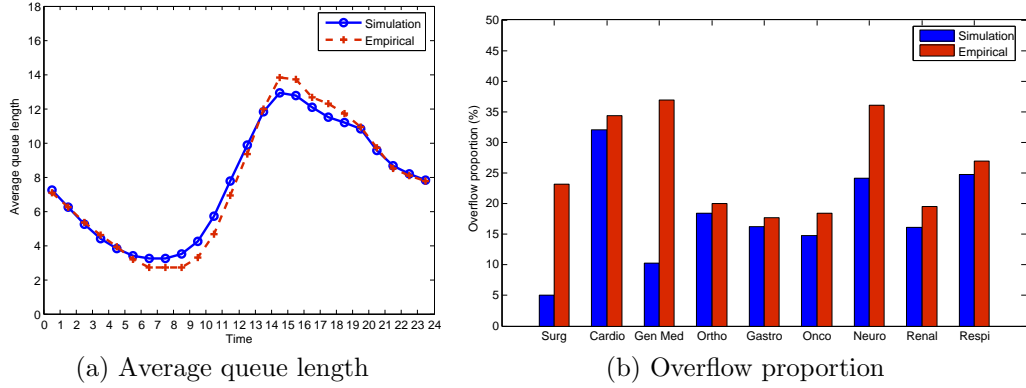 18
16
14
12
10
8
6
4
2
0
Average queue length
Simulation
Empirical
0 1 2 3 4 5 6 7 8 9 10 11 12 13 14 15 16 17 18 19 20 21 22 23 24
Time
(a) Average queue length
50
45
40
35
30
25
20
15
10
5
0
Overflow proportion (%)
Simulation
Empirical
Surg Cardio Gen Med Ortho Gastro Onco Neuro Renal Respi
(b) Overflow proportion